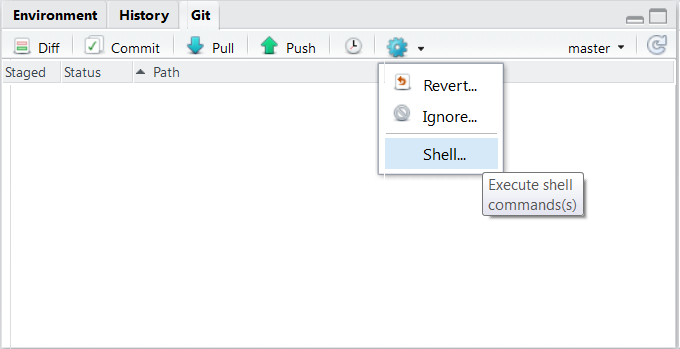 Environment History Git
Diff Commit Pull Push master
Staged Status Path
Revert...
Ignore...
Shell...
Execute shell
commands(s)